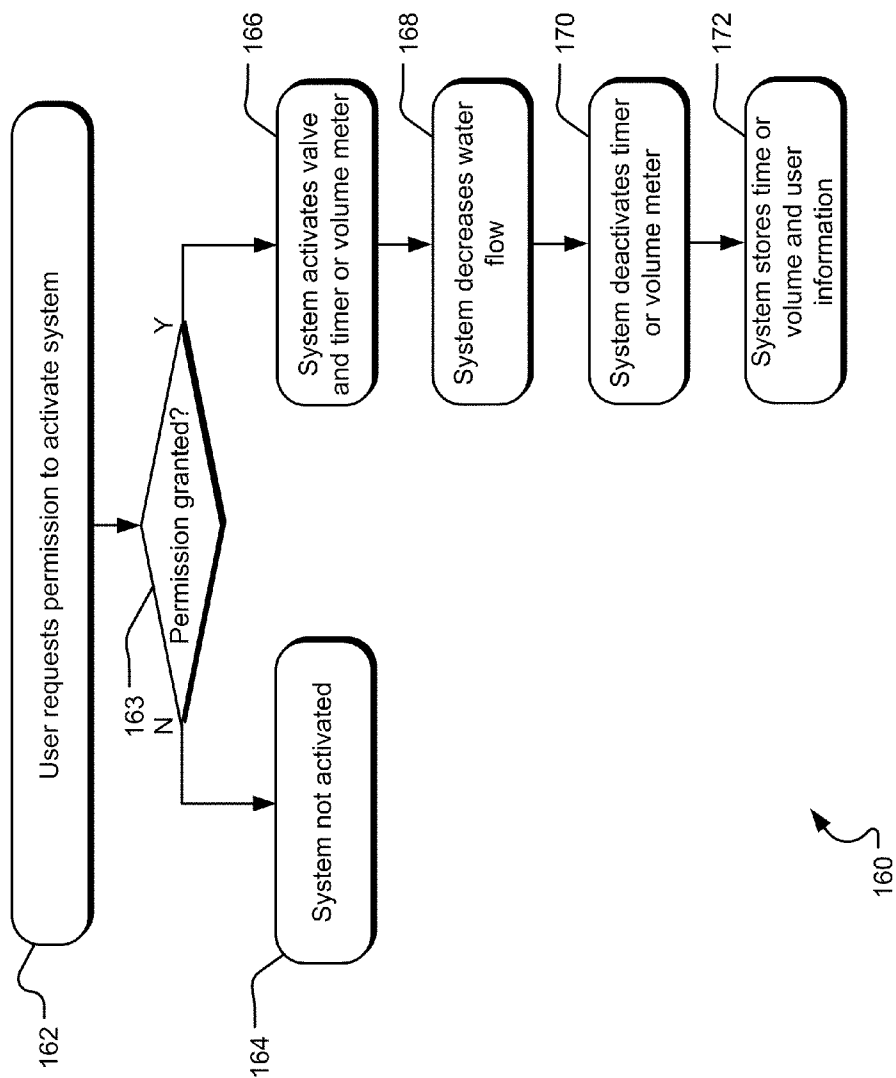 162
User requests permission to activate system
163
Permission granted?
N
Y
164
System not activated
166
System activates valve
and timer or volume meter
168
System decreases water
flow
170
System deactivates timer
or volume meter
172
System stores time or
volume and user
information
160